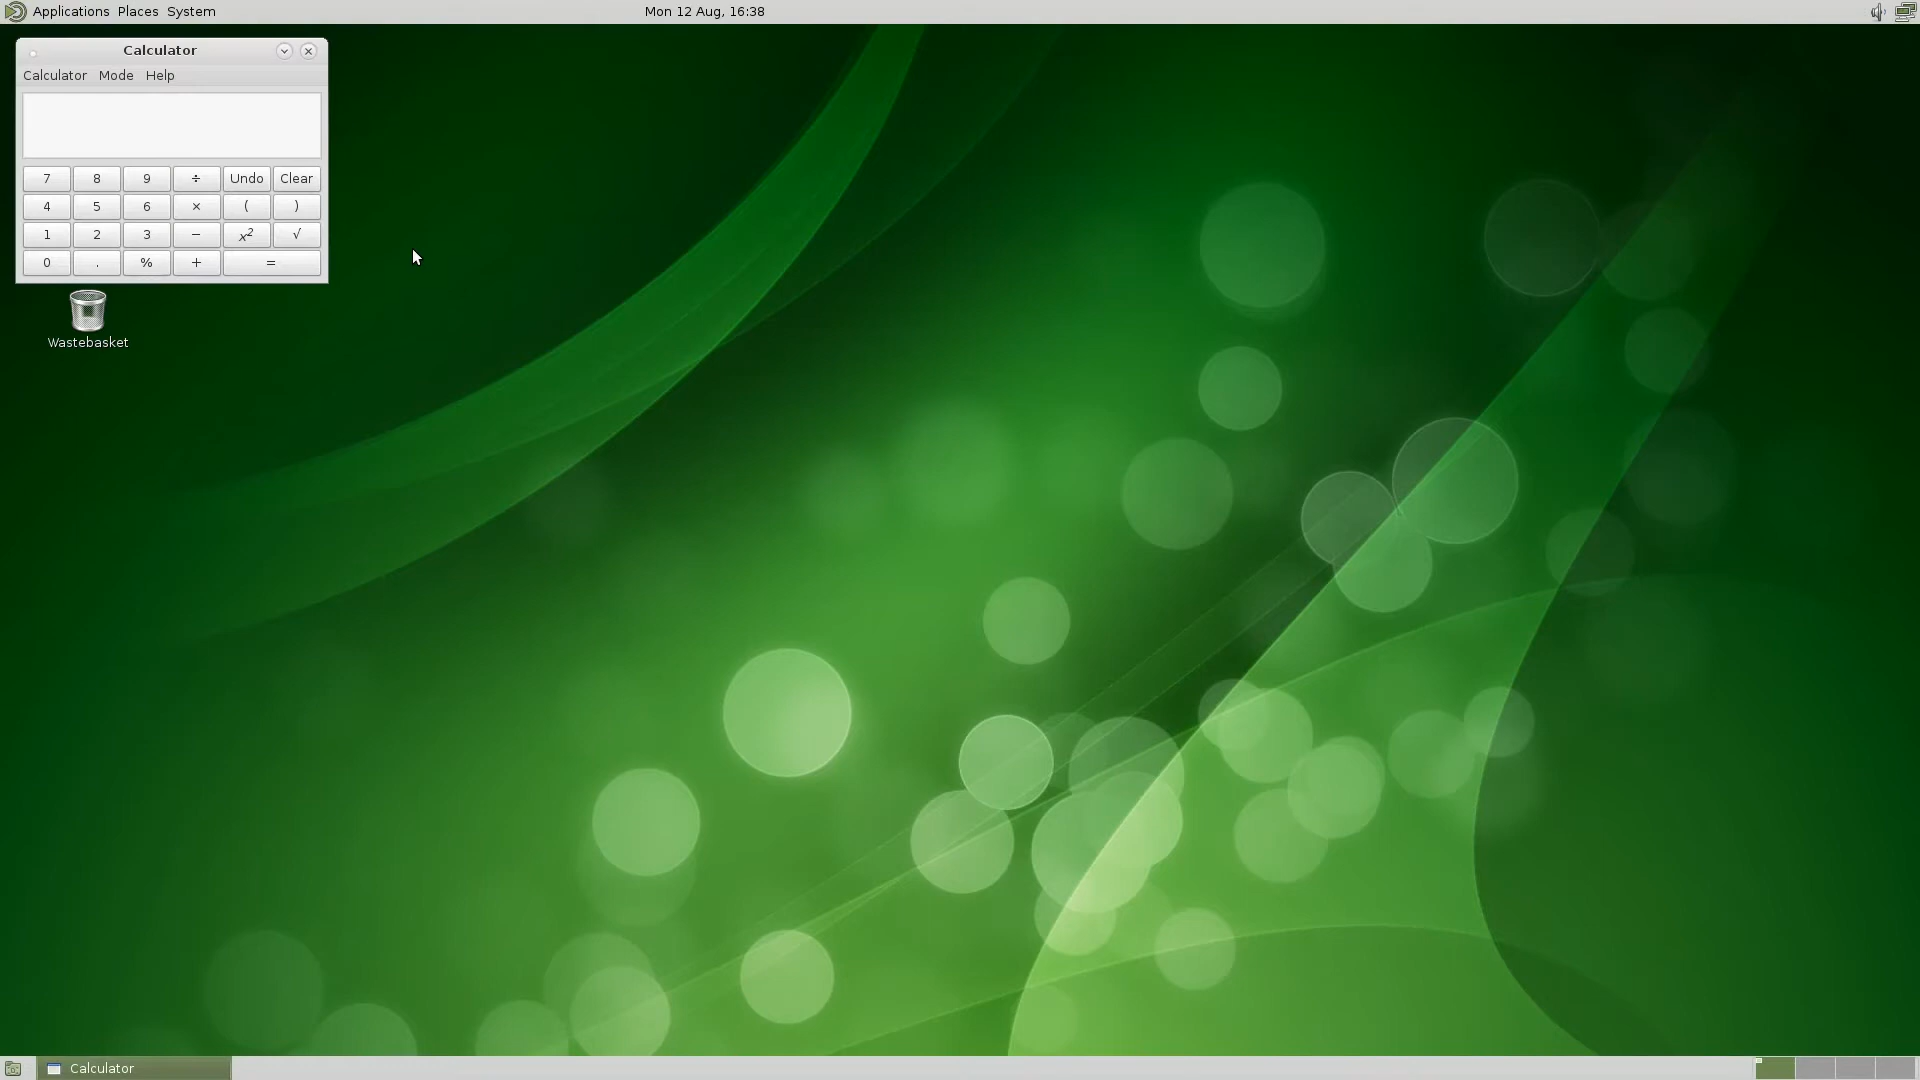 Applications Places System Mon 12 Aug, 16:38
Calculator
Calculator Mode Help
7 8 9 ÷ Undo Clear
4 5 6 × ( )
1 2 3 − x² √
0 . % + =
Wastebasket
Calculator